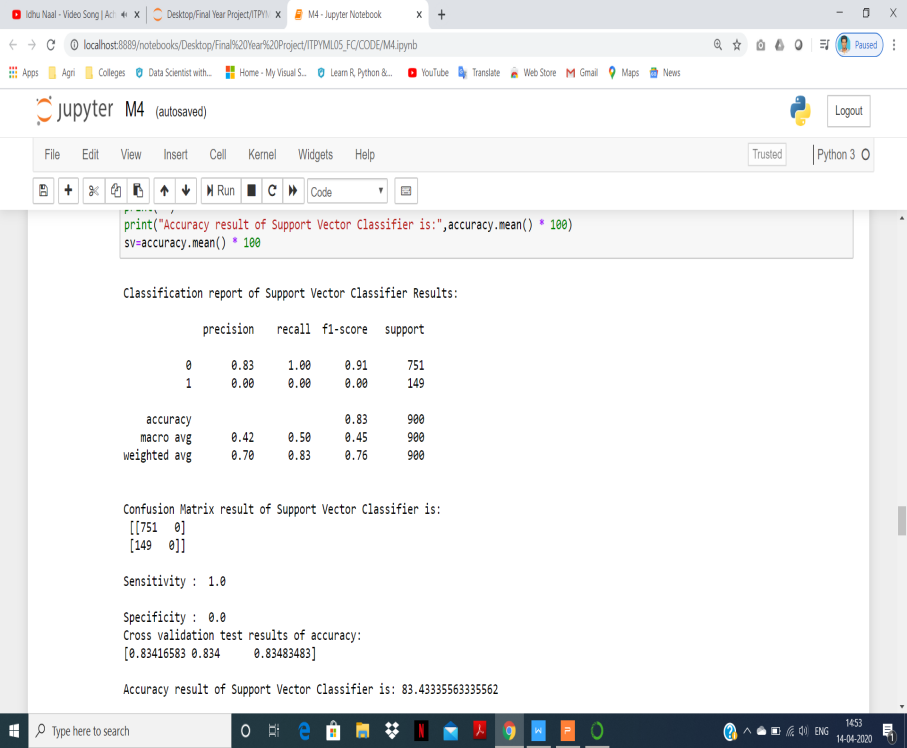 Idhu Naal - Video Song | Act
Desktop/Final Year Project/ITPYM
M4 - Jupyter Notebook
localhost:8889/notebooks/Desktop/Final%20Year%20Project/ITPYML05_FC/CODE/M4.ipynb
Paused
Apps Agri Colleges Data Scientist with... Home - My Visual S... Learn R, Python &... YouTube Translate Web Store Gmail Maps News
jupyter M4 (autosaved)
Logout
File Edit View Insert Cell Kernel Widgets Help
Trusted
Python 3
Run
Code
print("Accuracy result of Support Vector Classifier is:",accuracy.mean() * 100)
sv=accuracy.mean() * 100
Classification report of Support Vector Classifier Results:
precision recall f1-score support
0 0.83 1.00 0.91 751
1 0.00 0.00 0.00 149
accuracy 0.83 900
macro avg 0.42 0.50 0.45 900
weighted avg 0.70 0.83 0.76 900
Confusion Matrix result of Support Vector Classifier is:
[[751 0]
[149 0]]
Sensitivity : 1.0
Specificity : 0.0
Cross validation test results of accuracy:
[0.83416583 0.834 0.83483483]
Accuracy result of Support Vector Classifier is: 83.43335563335562
Type here to search
ENG
14:53
14-04-2020